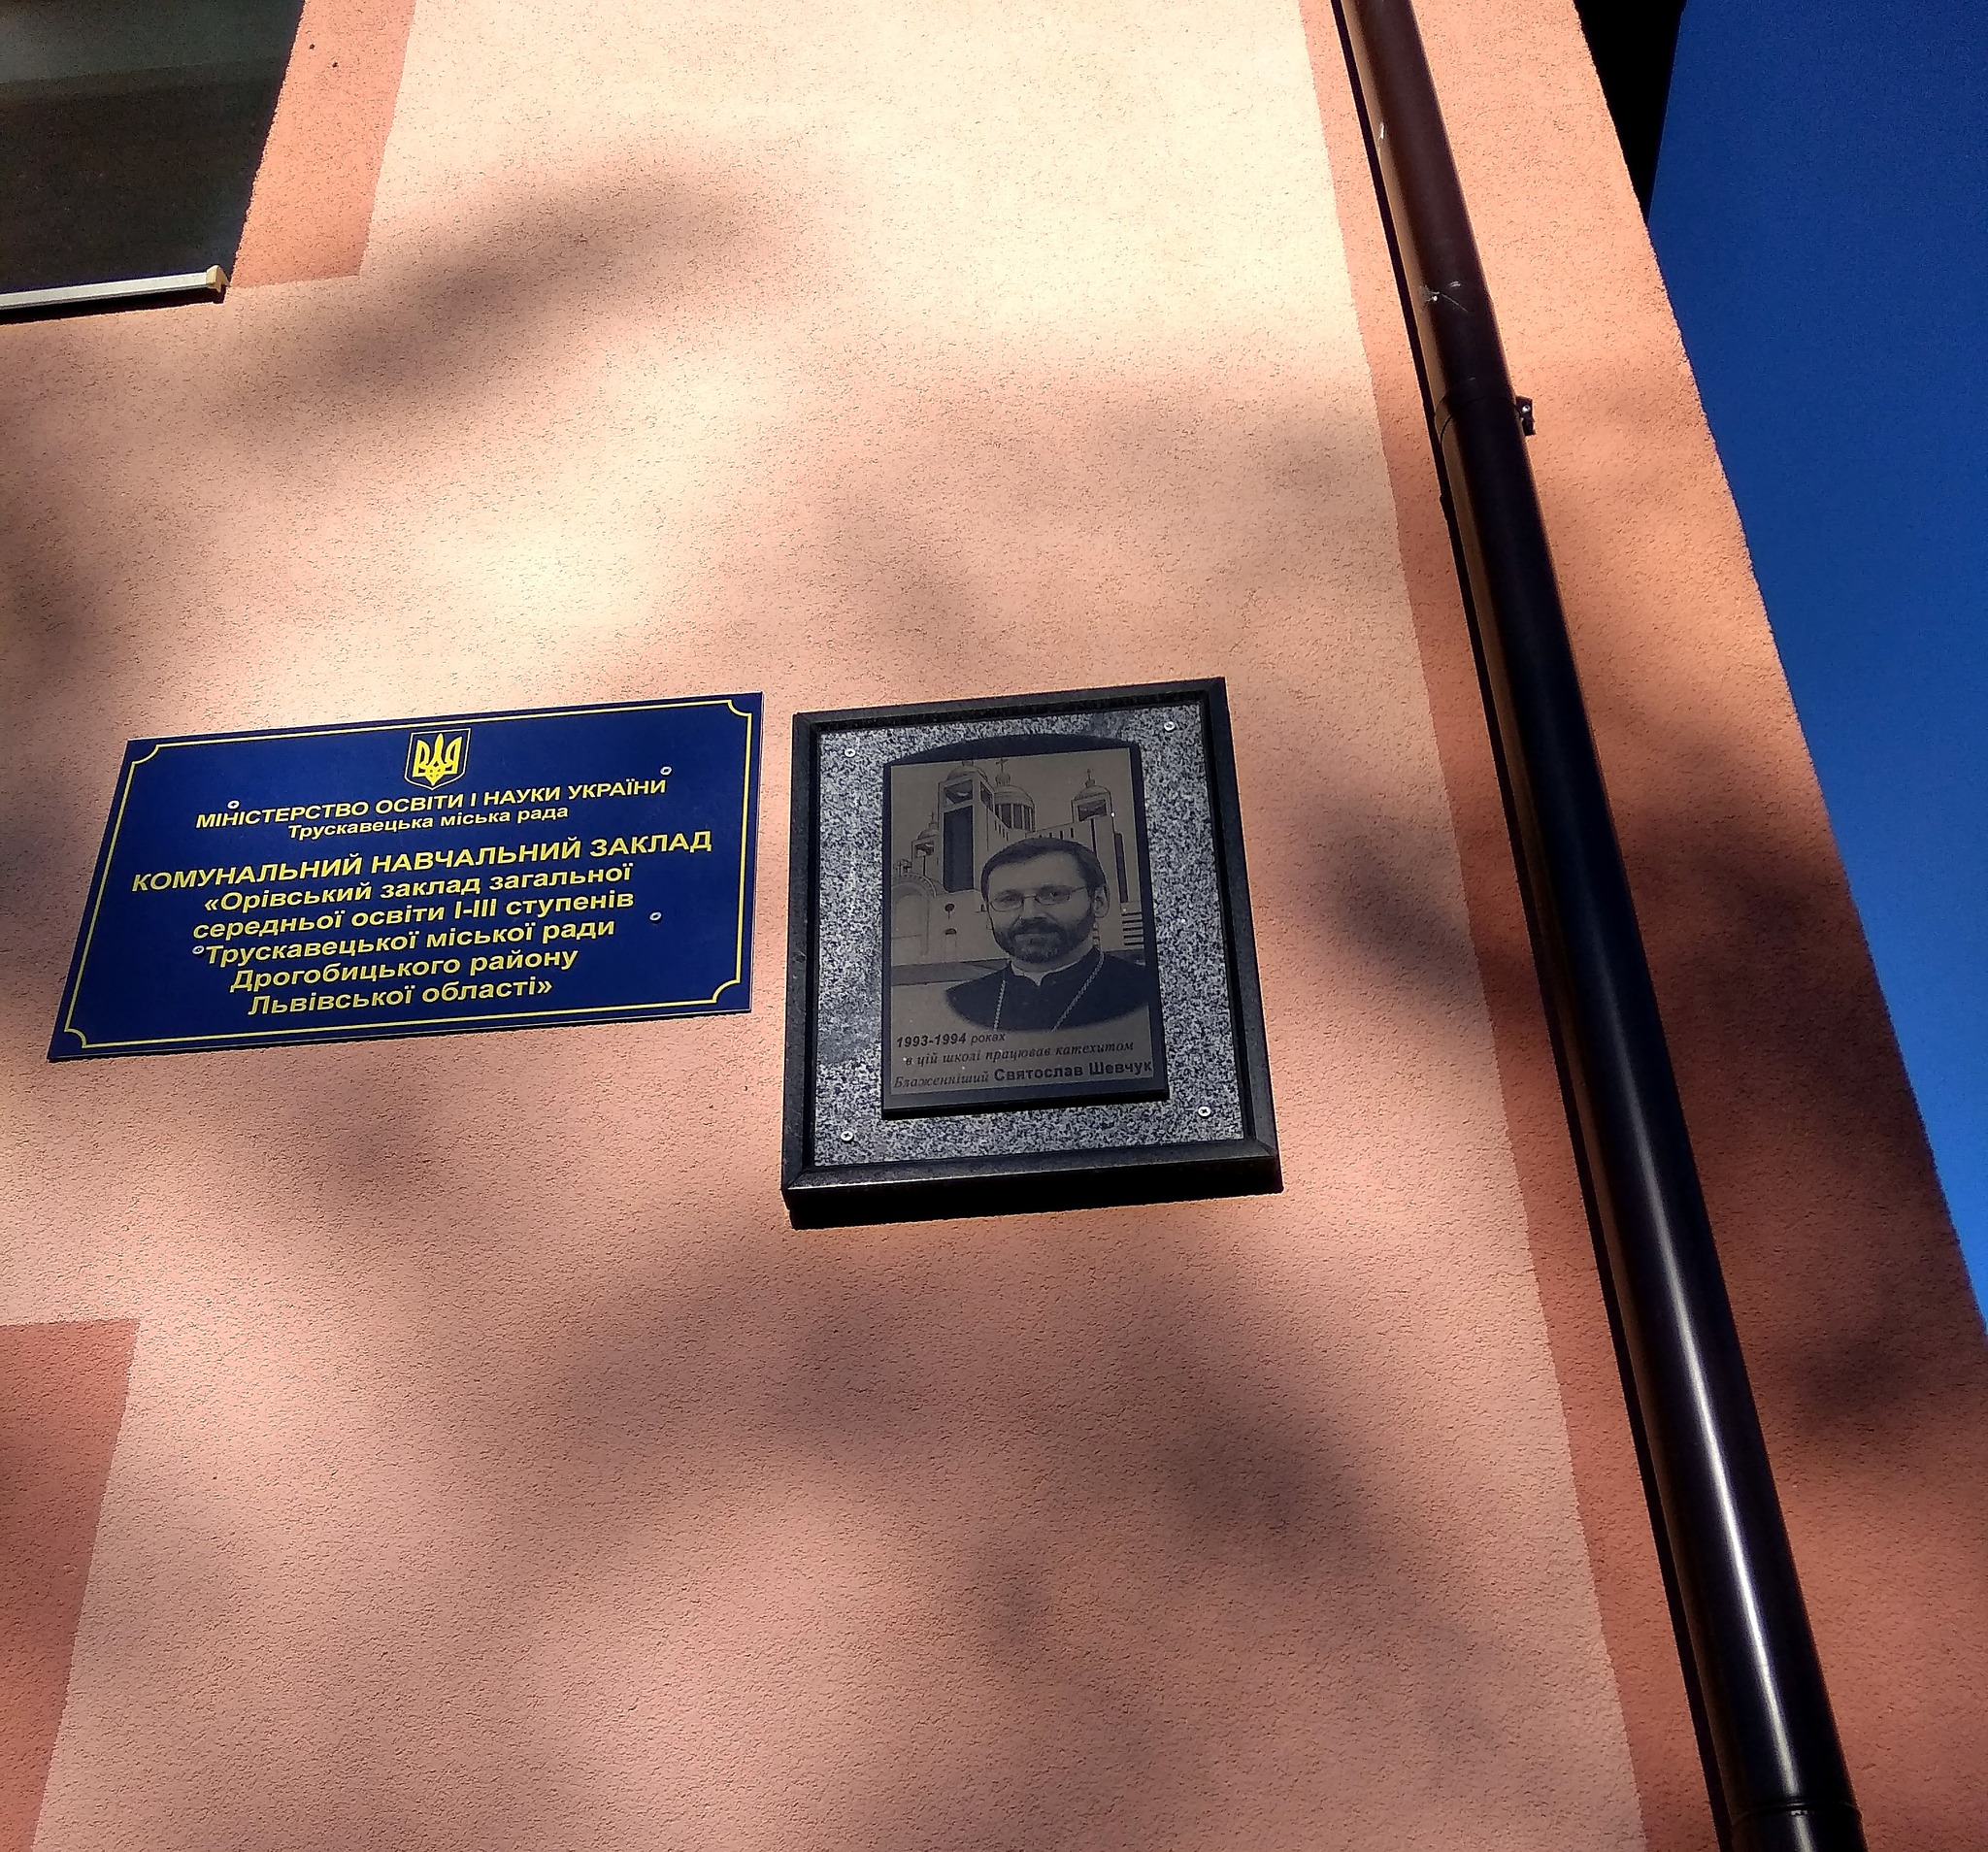 МІНІСТЕРСТВО ОСВІТИ І НАУКИ УКРАЇНИ
Трускавецька міська рада
КОМУНАЛЬНИЙ НАВЧАЛЬНИЙ ЗАКЛАД
«Орівський заклад загальної
середньої освіти І-ІІІ ступенів
Трускавецької міської ради
Дрогобицького району
Львівської області»
1993-1994 роках
в цій школі працював катехитом
Блаженніший Святослав Шевчук